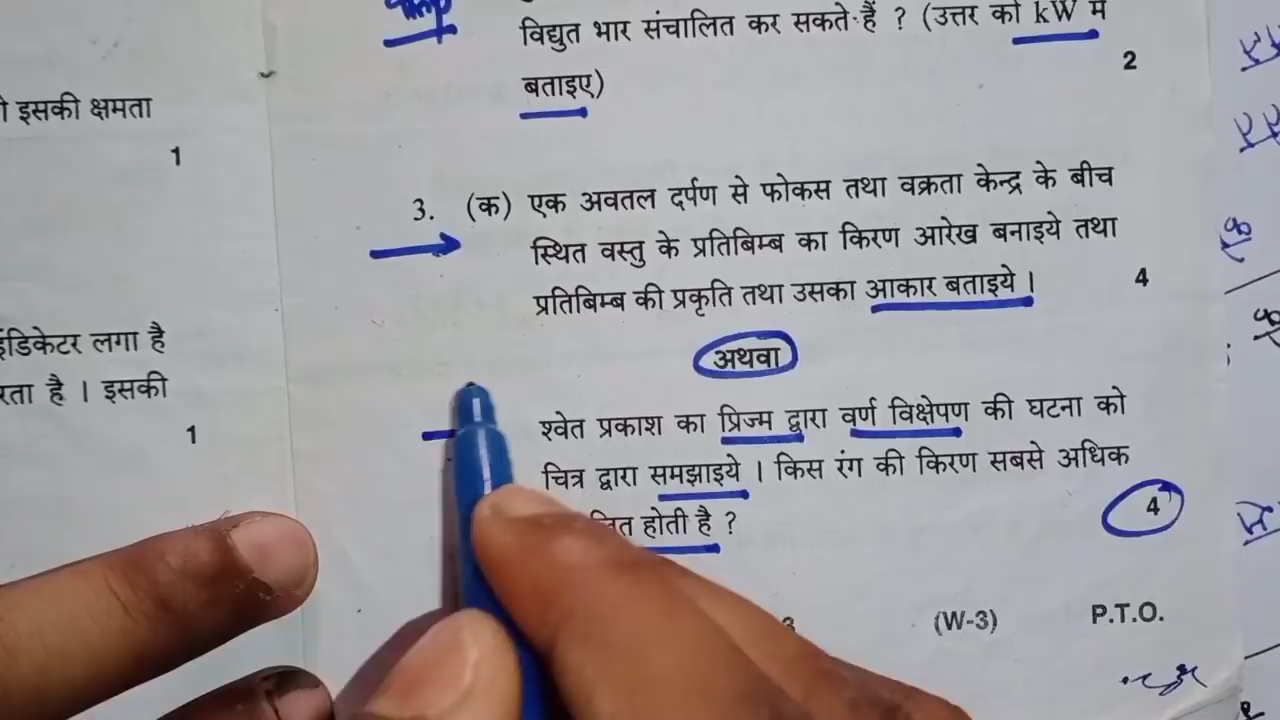 विद्युत भार संचालित कर सकते हैं ? (उत्तर को kW में
बताइए)
2
इसकी क्षमता
1
3. (क) एक अवतल दर्पण से फोकस तथा वक्रता केन्द्र के बीच
स्थित वस्तु के प्रतिबिम्ब का किरण आरेख बनाइये तथा
प्रतिबिम्ब की प्रकृति तथा उसका आकार बताइये ।
4
इंडिकेटर लगा है
है । इसकी
1
अथवा
श्वेत प्रकाश का प्रिज्म द्वारा वर्ण विक्षेपण की घटना को
चित्र द्वारा समझाइये । किस रंग की किरण सबसे अधिक
होती है ?
4
(W-3) P.T.O.